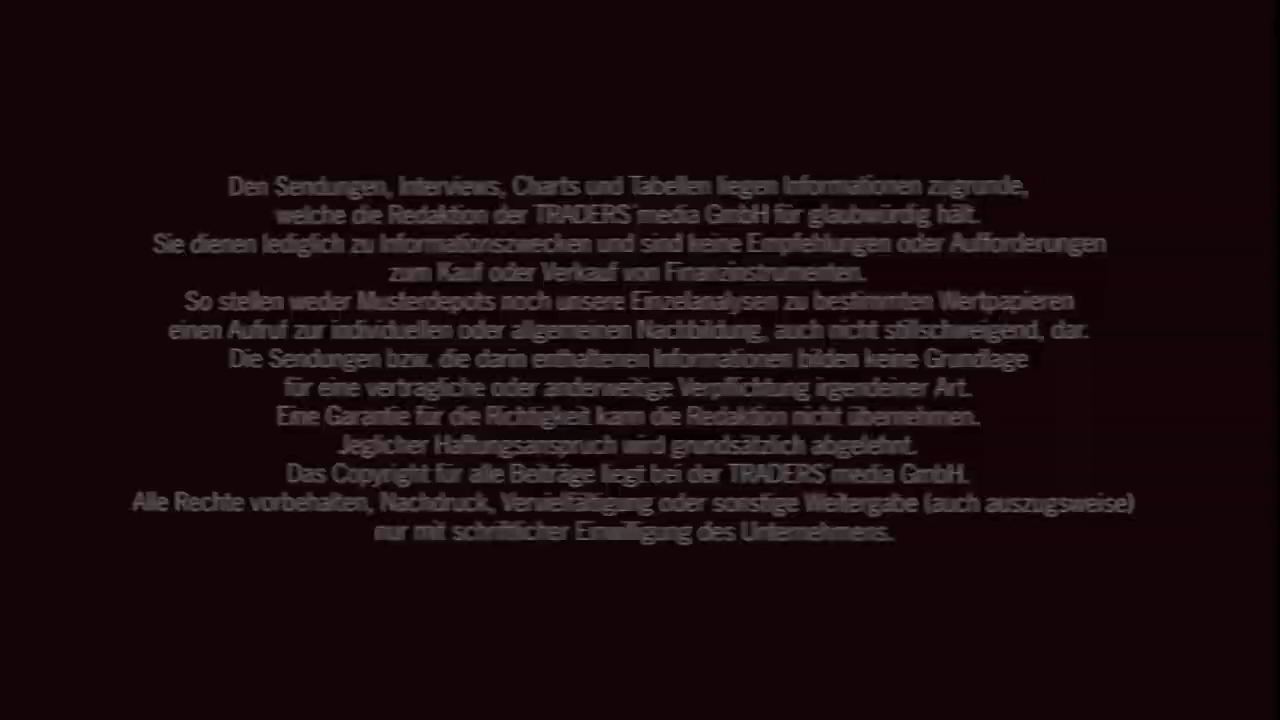 Den Sendungen, Interviews, Charts und Tabellen liegen Informationen zugrunde,
welche die Redaktion der TRADERS´media GmbH für glaubwürdig hält.
Sie dienen lediglich zu Informationszwecken und sind keine Empfehlungen oder Aufforderungen
zum Kauf oder Verkauf von Finanzinstrumenten.
So stellen weder Musterdepots noch unsere Einzelanalysen zu bestimmten Wertpapieren
einen Aufruf zur individuellen oder allgemeinen Nachbildung, auch nicht stillschweigend, dar.
Die Sendungen bzw. die darin enthaltenen Informationen bilden keine Grundlage
für eine vertragliche oder anderweitige Verpflichtung irgendeiner Art.
Eine Garantie für die Richtigkeit kann die Redaktion nicht übernehmen.
Jeglicher Haftungsanspruch wird grundsätzlich abgelehnt.
Das Copyright für alle Beiträge liegt bei der TRADERS´media GmbH.
Alle Rechte vorbehalten, Nachdruck, Vervielfältigung oder sonstige Weitergabe (auch auszugsweise)
nur mit schriftlicher Einwilligung des Unternehmens.